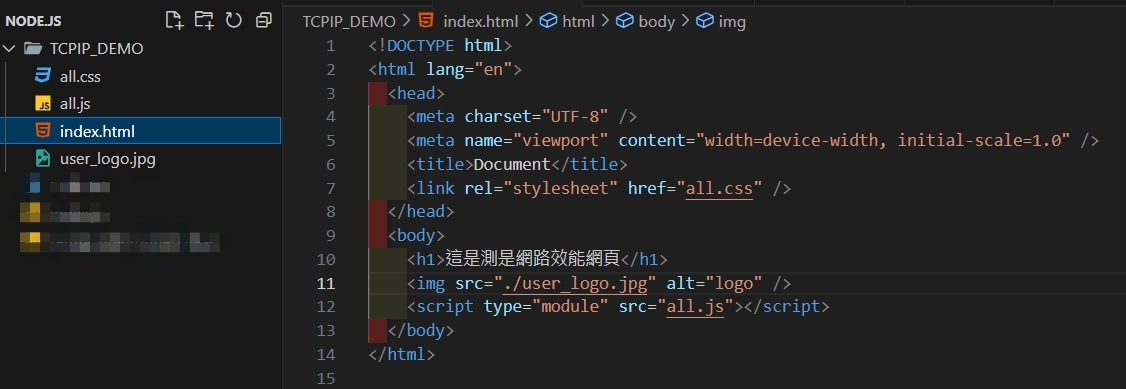 NODE.JS
TCPIP_DEMO
all.css
JS all.js
index.html
user_logo.jpg
TCPIP_DEMO > index.html > html > body > img
1 <!DOCTYPE html>
2 <html lang="en">
3 <head>
4 <meta charset="UTF-8" />
5 <meta name="viewport" content="width=device-width, initial-scale=1.0" />
6 <title>Document</title>
7 <link rel="stylesheet" href="all.css" />
8 </head>
9 <body>
10 <h1>這是測是網路效能網頁</h1>
11 <img src="./user_logo.jpg" alt="logo" />
12 <script type="module" src="all.js"></script>
13 </body>
14 </html>
15